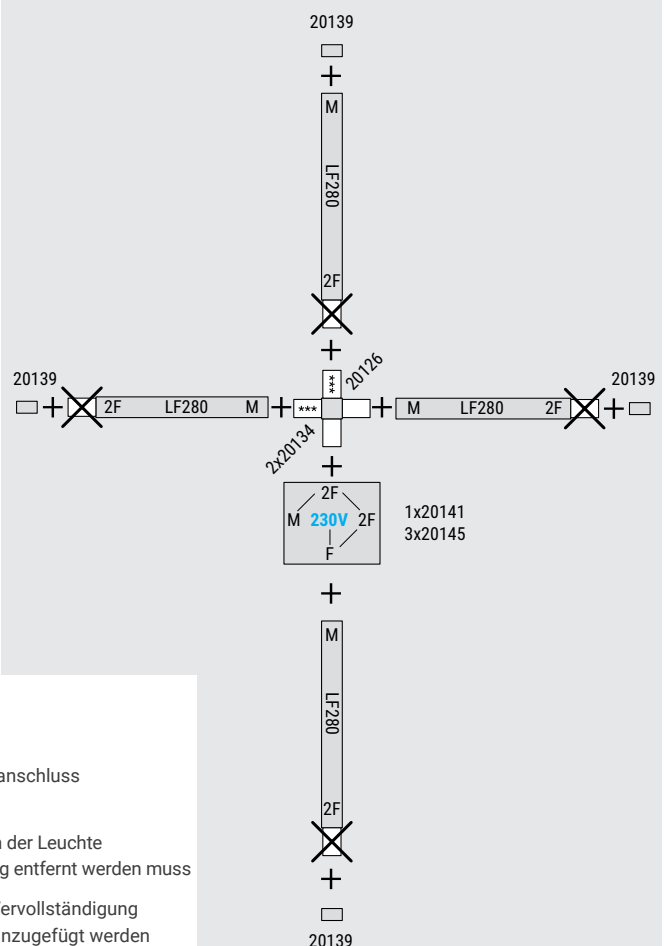 20139
M
LF280
2F
20139
2F LF280 M
***
***
20126
2x20134
M LF280 2F
20139
2F
M 230V 2F
F
1x20141
3x20145
M
LF280
2F
20139
anschluss
der Leuchte
g entfernt werden muss
ervollständigung
nzugefügt werden